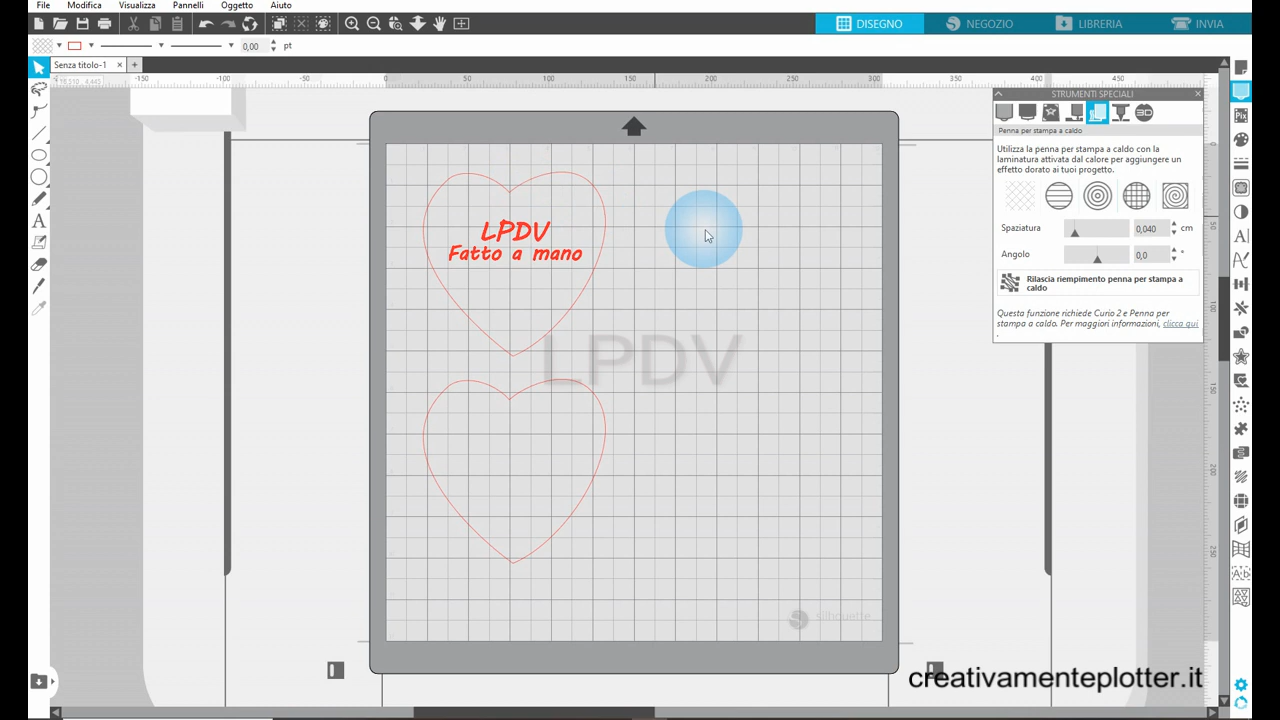 File Modifica Visualizza Pannelli Oggetto Aiuto
DISEGNO NEGOZIO LIBRERIA INVIA
0,00 pt
Senza titolo-1 × +
-150 -100 -50 0 50 100 150 200 250 300 350 400 450
STRUMENTI SPECIALI
3D
Penna per stampa a caldo
Utilizza la penna per stampa a caldo con la
laminatura attivata dal calore per aggiungere un
effetto dorato ai tuoi progetto.
Spaziatura 0,040 cm
Angolo 0,0 °
Rilascia riempimento penna per stampa a
caldo
Questa funzione richiede Curio 2 e Penna per
stampa a caldo. Per maggiori informazioni, clicca qui
.
LPDV
Fatto a mano
LPDV
silhouette
creativamenteplotter.it